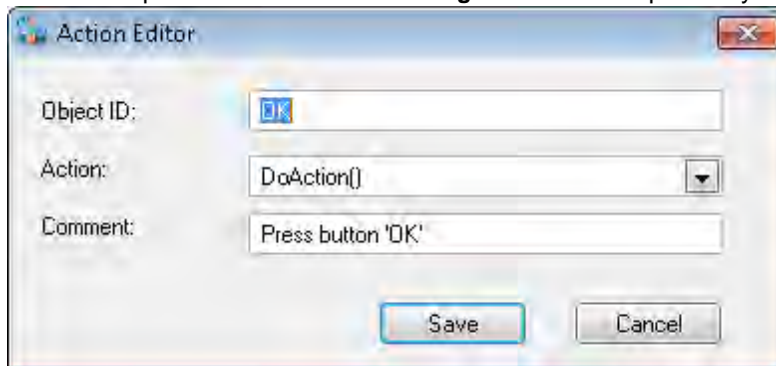 Action Editor
Object ID: OK
Action: DoAction()
Comment: Press button 'OK'
Save Cancel